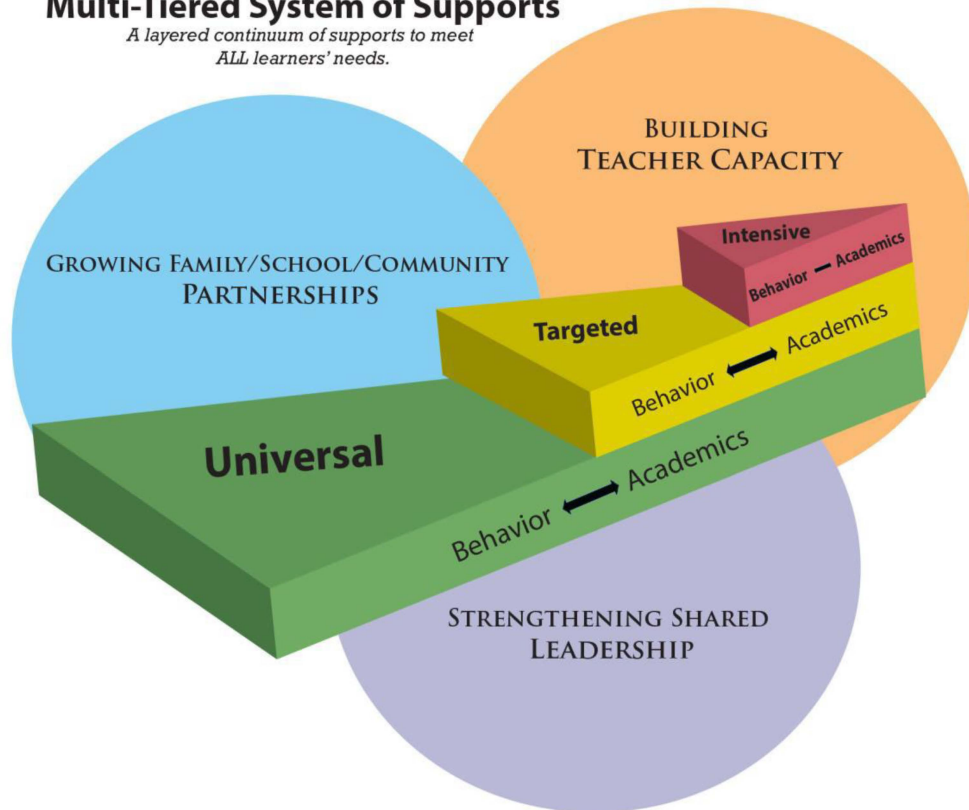 Multi-Tiered System of Supports
A layered continuum of supports to meet
ALL learners' needs.
BUILDING
TEACHER CAPACITY
GROWING FAMILY/SCHOOL/COMMUNITY
PARTNERSHIPS
Intensive
Behavior — Academics
Targeted
Behavior ↔ Academics
Universal
Behavior ↔ Academics
STRENGTHENING SHARED
LEADERSHIP